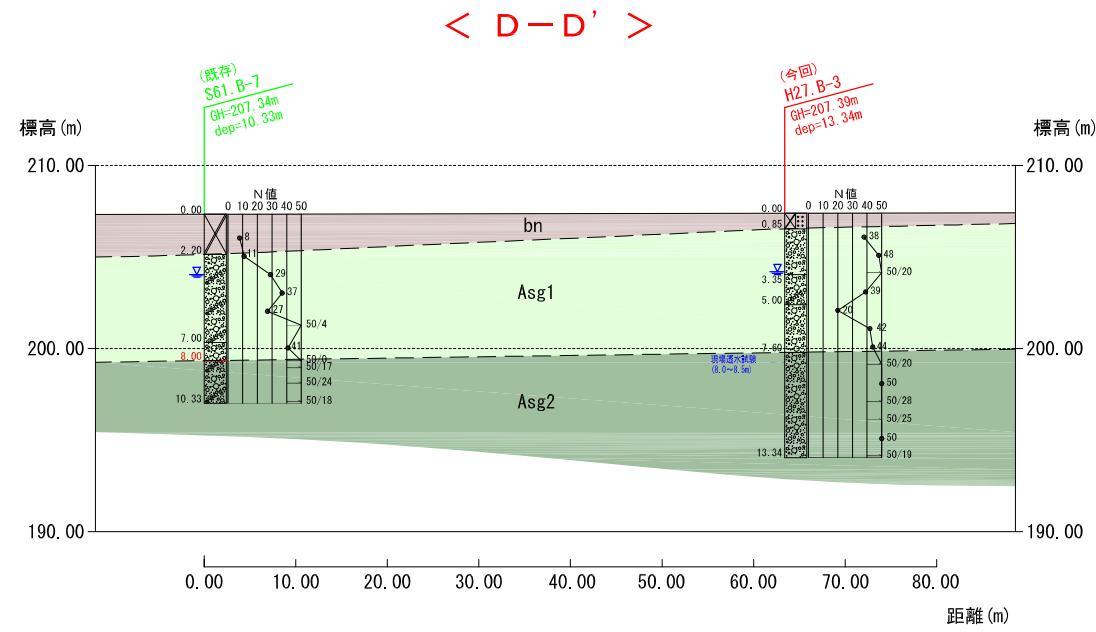 < D－D' >
(既存)
S61.B-7
GH=207.34m
dep=10.33m
(今回)
H27.B-3
GH=207.39m
dep=13.34m
標高(m)
標高(m)
210.00
210.00
N値
0 10 20 30 40 50
N値
0 10 20 30 40 50
0.00
2.20
7.00
8.00
10.33
8
11
29
37
27
50/4
41
50/0
50/17
50/24
50/18
bn
Asg1
Asg2
0.00
0.85
3.35
5.00
7.60
13.34
38
48
50/20
39
20
42
44
50/20
50
50/28
50/25
50
50/19
現場透水試験
(8.0～8.5m)
200.00
200.00
190.00
190.00
0.00 10.00 20.00 30.00 40.00 50.00 60.00 70.00 80.00
距離(m)